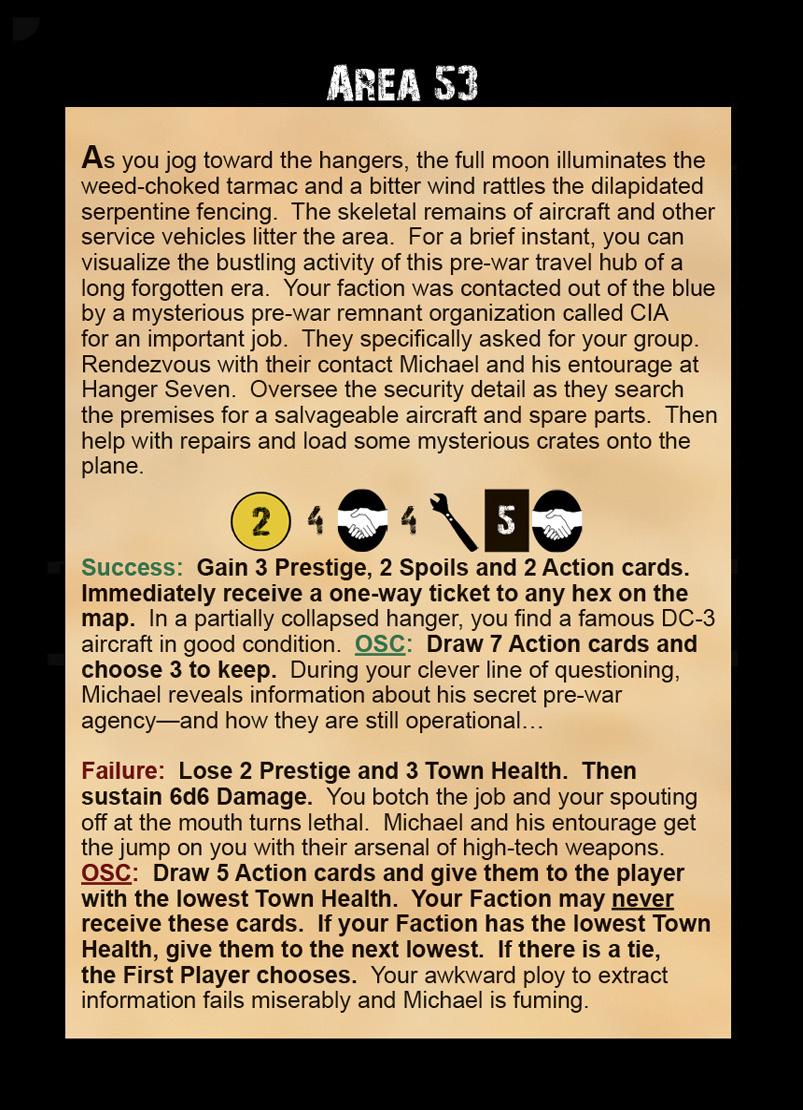 AREA 53
As you jog toward the hangers, the full moon illuminates the
weed-choked tarmac and a bitter wind rattles the dilapidated
serpentine fencing.  The skeletal remains of aircraft and other
service vehicles litter the area.  For a brief instant, you can
visualize the bustling activity of this pre-war travel hub of a
long forgotten era.  Your faction was contacted out of the blue
by a mysterious pre-war remnant organization called CIA
for an important job.  They specifically asked for your group.
Rendezvous with their contact Michael and his entourage at
Hanger Seven.  Oversee the security detail as they search
the premises for a salvageable aircraft and spare parts.  Then
help with repairs and load some mysterious crates onto the
plane.
2 4 4 5
Success:  Gain 3 Prestige, 2 Spoils and 2 Action cards.
Immediately receive a one-way ticket to any hex on the
map.  In a partially collapsed hanger, you find a famous DC-3
aircraft in good condition.  OSC:  Draw 7 Action cards and
choose 3 to keep.  During your clever line of questioning,
Michael reveals information about his secret pre-war
agency—and how they are still operational…
Failure:  Lose 2 Prestige and 3 Town Health.  Then
sustain 6d6 Damage.  You botch the job and your spouting
off at the mouth turns lethal.  Michael and his entourage get
the jump on you with their arsenal of high-tech weapons.
OSC:  Draw 5 Action cards and give them to the player
with the lowest Town Health.  Your Faction may never
receive these cards.  If your Faction has the lowest Town
Health, give them to the next lowest.  If there is a tie,
the First Player chooses.  Your awkward ploy to extract
information fails miserably and Michael is fuming.